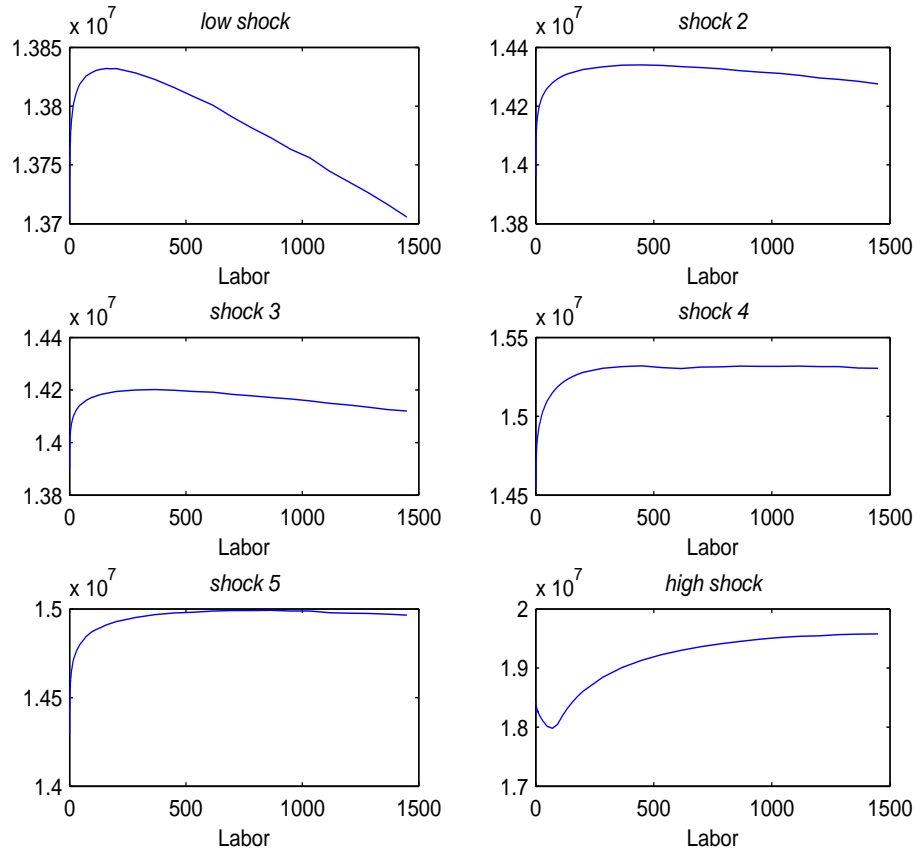 x 10^7
low shock
1.385
1.38
1.375
1.37
0 500 1000 1500
Labor
x 10^7
shock 2
1.44
1.42
1.4
1.38
0 500 1000 1500
Labor
x 10^7
shock 3
1.44
1.42
1.4
1.38
0 500 1000 1500
Labor
x 10^7
shock 4
1.55
1.5
1.45
0 500 1000 1500
Labor
x 10^7
shock 5
1.5
1.45
1.4
0 500 1000 1500
Labor
x 10^7
high shock
2
1.9
1.8
1.7
0 500 1000 1500
Labor